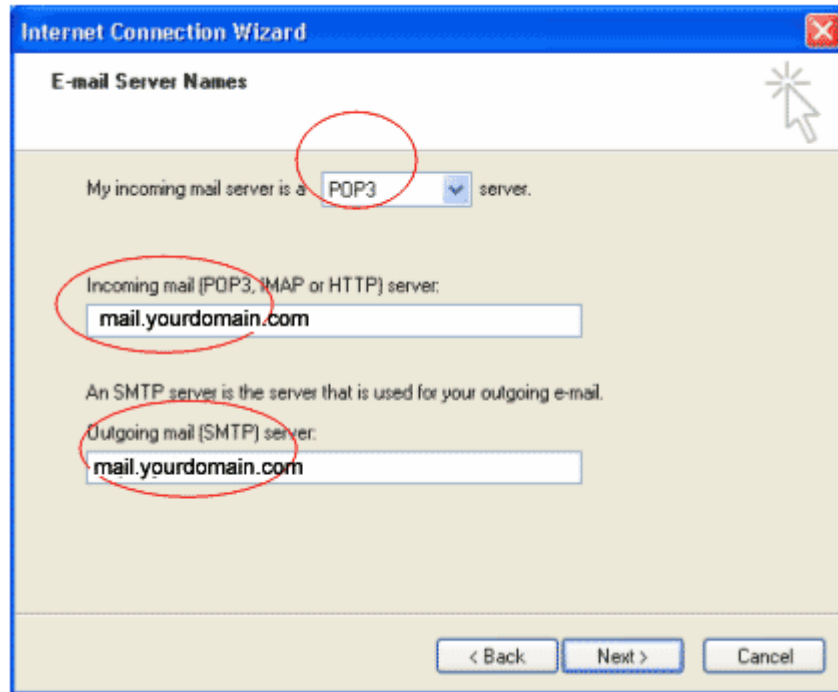 Internet Connection Wizard
E-mail Server Names
My incoming mail server is a POP3 server.
Incoming mail (POP3, IMAP or HTTP) server:
mail.yourdomain.com
An SMTP server is the server that is used for your outgoing e-mail.
Outgoing mail (SMTP) server:
mail.yourdomain.com
< Back Next > Cancel